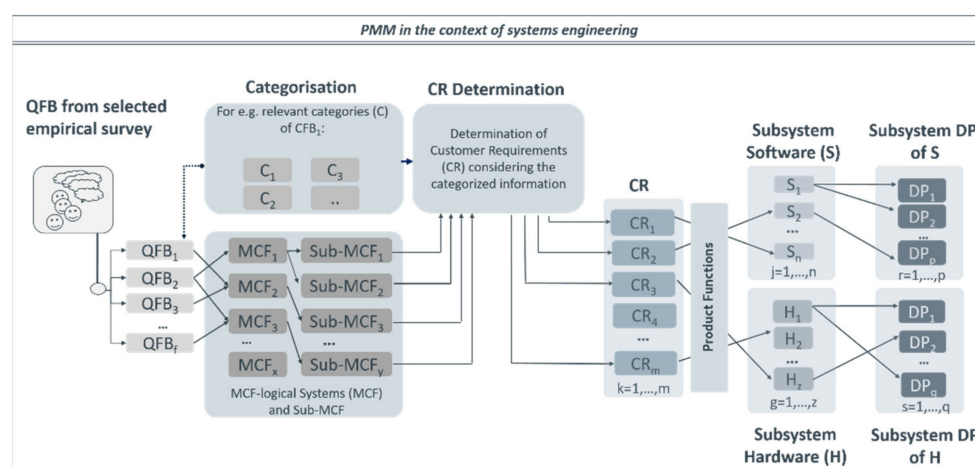 PMM in the context of systems engineering
QFB from selected
empirical survey
QFB1
QFB2
QFB3
...
QFBf
Categorisation
For e.g. relevant categories (C)
of CFB1:
C1
C3
C2
..
MCF1
Sub-MCF1
MCF2
Sub-MCF2
MCF3
Sub-MCF3
...
...
MCFx
Sub-MCFy
MCF-logical Systems (MCF)
and Sub-MCF
CR Determination
Determination of
Customer Requirements
(CR) considering the
categorized information
CR
CR1
CR2
CR3
CR4
...
CRm
k=1,...,m
Product Functions
Subsystem
Software (S)
S1
S2
...
Sn
j=1,...,n
H1
H2
...
Hz
g=1,...,z
Subsystem
Hardware (H)
Subsystem DP
of S
DP1
DP2
...
DPp
r=1,...,p
DP1
DP2
...
DPq
s=1,...,q
Subsystem DP
of H